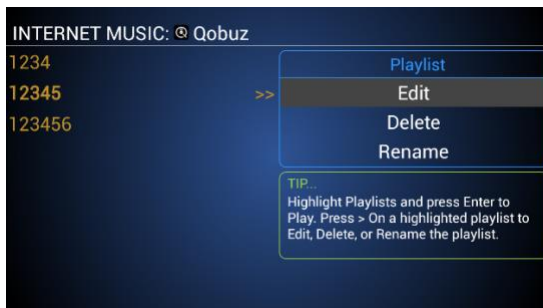 INTERNET MUSIC: Qobuz
1234
12345 >>
123456
Playlist
Edit
Delete
Rename
TIP...
Highlight Playlists and press Enter to
Play. Press > On a highlighted playlist to
Edit, Delete, or Rename the playlist.